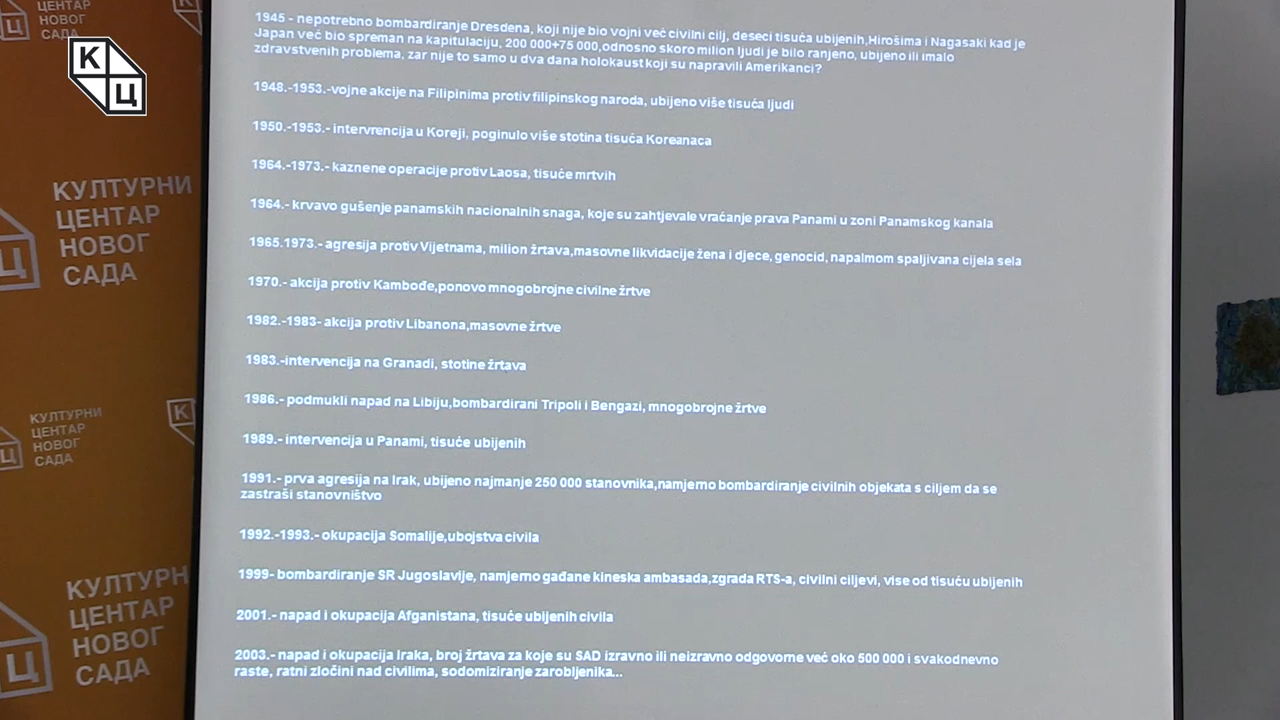 ЦЕНТАР
НОВОГ
САДА
К
Ц
КУЛТУРНИ
ЦЕНТАР
НОВОГ
САДА
КУЛТУРНИ
ЦЕНТАР
НОВОГ
САДА
К
КУЛТУРН
ЦЕНТАР
НОВОГ
САДА
1945 - nepotrebno bombardiranje Dresdena, koji nije bio vojni već civilni cilj, deseci tisuća ubijenih,Hirošima i Nagasaki kad je
Japan već bio spreman na kapitulaciju, 200 000+75 000,odnosno skoro milion ljudi je bilo ranjeno, ubijeno ili imalo
zdravstvenih problema, zar nije to samo u dva dana holokaust koji su napravili Amerikanci?
1948.-1953.-vojne akcije na Filipinima protiv filipinskog naroda, ubijeno više tisuća ljudi
1950.-1953.- intervrencija u Koreji, poginulo više stotina tisuća Koreanaca
1964.-1973.- kaznene operacije protiv Laosa, tisuće mrtvih
1964.- krvavo gušenje panamskih nacionalnih snaga, koje su zahtjevale vraćanje prava Panami u zoni Panamskog kanala
1965.1973.- agresija protiv Vijetnama, milion žrtava,masovne likvidacije žena i djece, genocid, napalmom spaljivana cijela sela
1970.- akcija protiv Kambođe,ponovo mnogobrojne civilne žrtve
1982.-1983- akcija protiv Libanona,masovne žrtve
1983.-intervencija na Granadi, stotine žrtava
1986.- podmukli napad na Libiju,bombardirani Tripoli i Bengazi, mnogobrojne žrtve
1989.- intervencija u Panami, tisuće ubijenih
1991.- prva agresija na Irak, ubijeno najmanje 250 000 stanovnika,namjerno bombardiranje civilnih objekata s ciljem da se
zastraši stanovništvo
1992.-1993.- okupacija Somalije,ubojstva civila
1999- bombardiranje SR Jugoslavije, namjerno gađane kineska ambasada,zgrada RTS-a, civilni ciljevi, vise od tisuću ubijenih
2001.- napad i okupacija Afganistana, tisuće ubijenih civila
2003.- napad i okupacija Iraka, broj žrtava za koje su SAD izravno ili neizravno odgovorne već oko 500 000 i svakodnevno
raste, ratni zločini nad civilima, sodomiziranje zarobljenika...